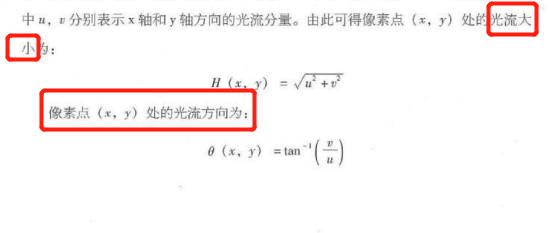 中 u，v 分别表示 x 轴和 y 轴方向的光流分量。由此可得像素点（x，y）处的光流大
小为：
H（x，y）= √u²+v²
像素点（x，y）处的光流方向为：
θ（x，y）=tan⁻¹(v/u)